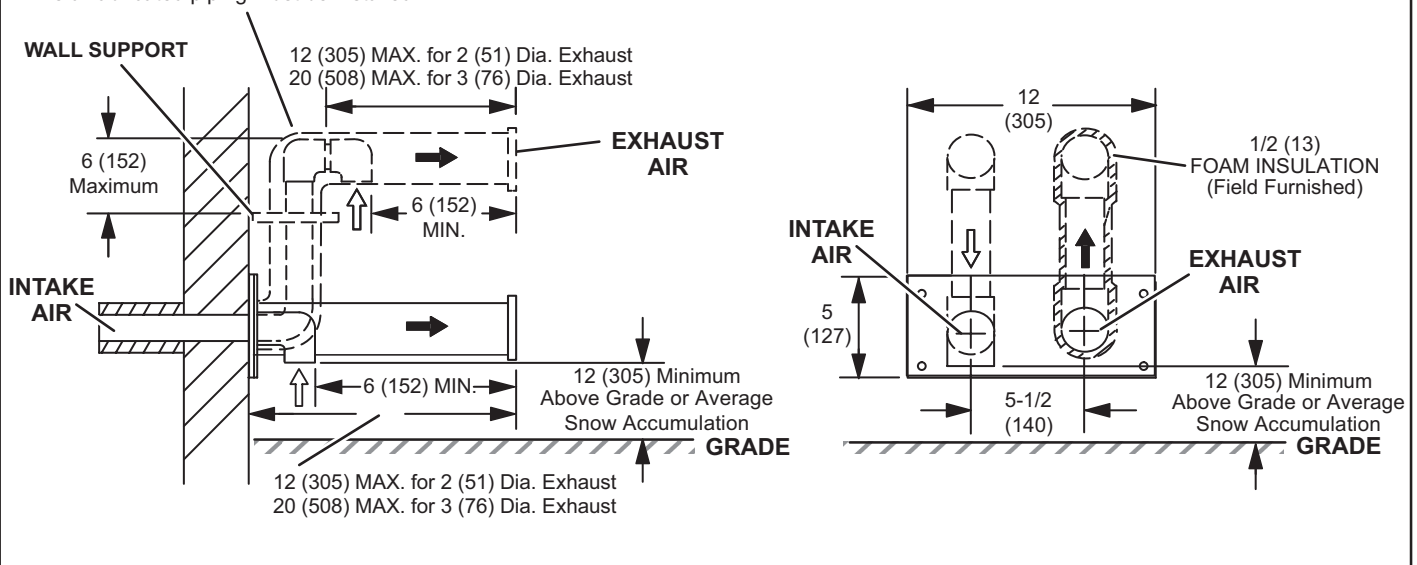 WALL SUPPORT
12 (305) MAX. for 2 (51) Dia. Exhaust
20 (508) MAX. for 3 (76) Dia. Exhaust
6 (152)
Maximum
EXHAUST
AIR
6 (152)
MIN.
INTAKE
AIR
6 (152) MIN.
12 (305) Minimum
Above Grade or Average
Snow Accumulation
GRADE
12 (305) MAX. for 2 (51) Dia. Exhaust
20 (508) MAX. for 3 (76) Dia. Exhaust
12
(305)
1/2 (13)
FOAM INSULATION
(Field Furnished)
INTAKE
AIR
EXHAUST
AIR
5
(127)
5-1/2
(140)
12 (305) Minimum
Above Grade or Average
Snow Accumulation
GRADE